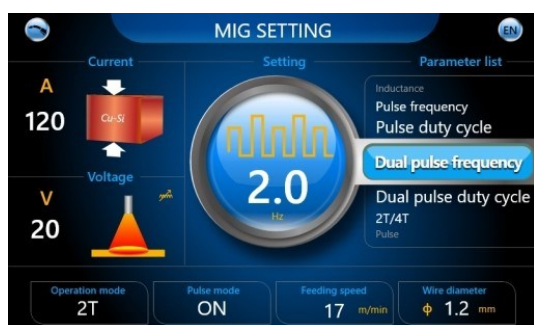 MIG SETTING
EN
Current
A
120
Cu-Si
Voltage
V
20
Setting
2.0
Hz
Parameter list
Inductance
Pulse frequency
Pulse duty cycle
Dual pulse frequency
Dual pulse duty cycle
2T/4T
Pulse
Operation mode
2T
Pulse mode
ON
Feeding speed
17 m/min
Wire diameter
ϕ 1.2 mm